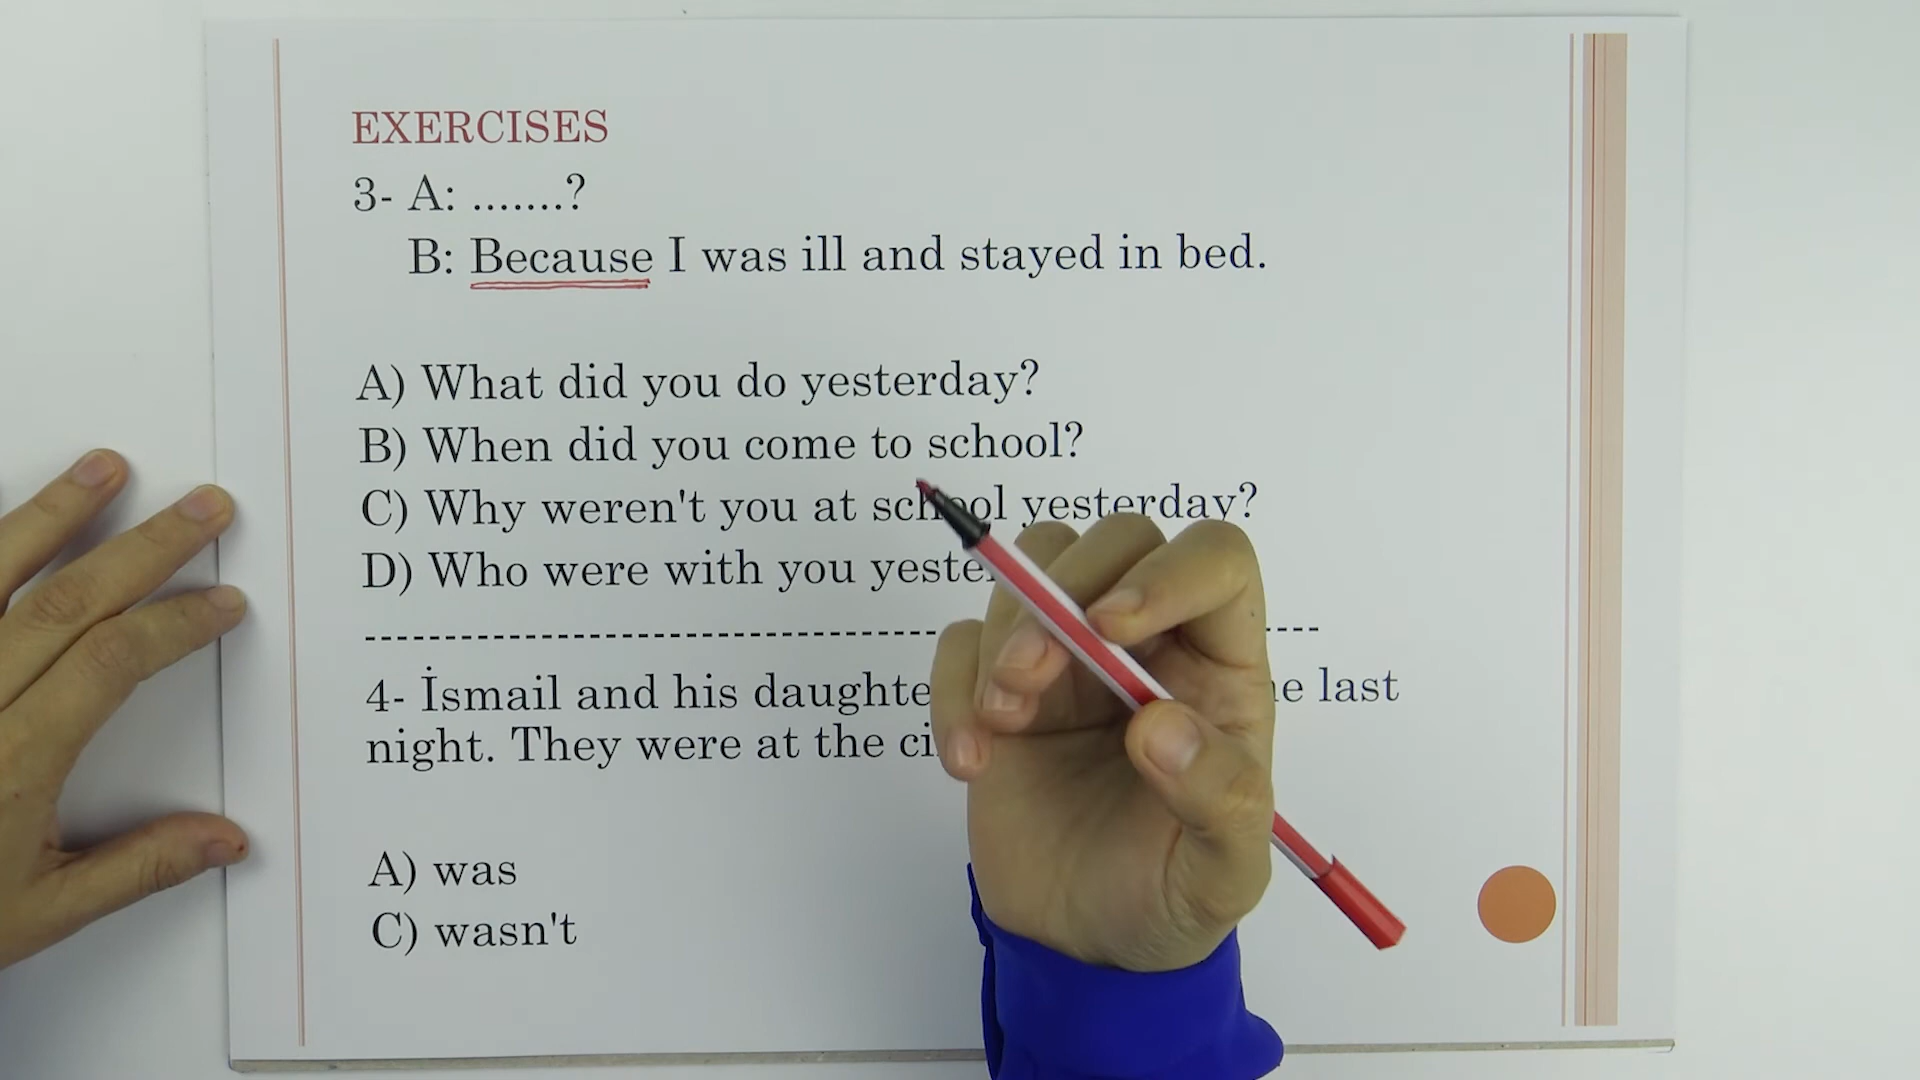 EXERCISES
3- A: .......?
B: Because I was ill and stayed in bed.
A) What did you do yesterday?
B) When did you come to school?
C) Why weren't you at school yesterday?
D) Who were with you
--------------------------------------------
4- İsmail and his last
night. They were at the
A) was
C) wasn't